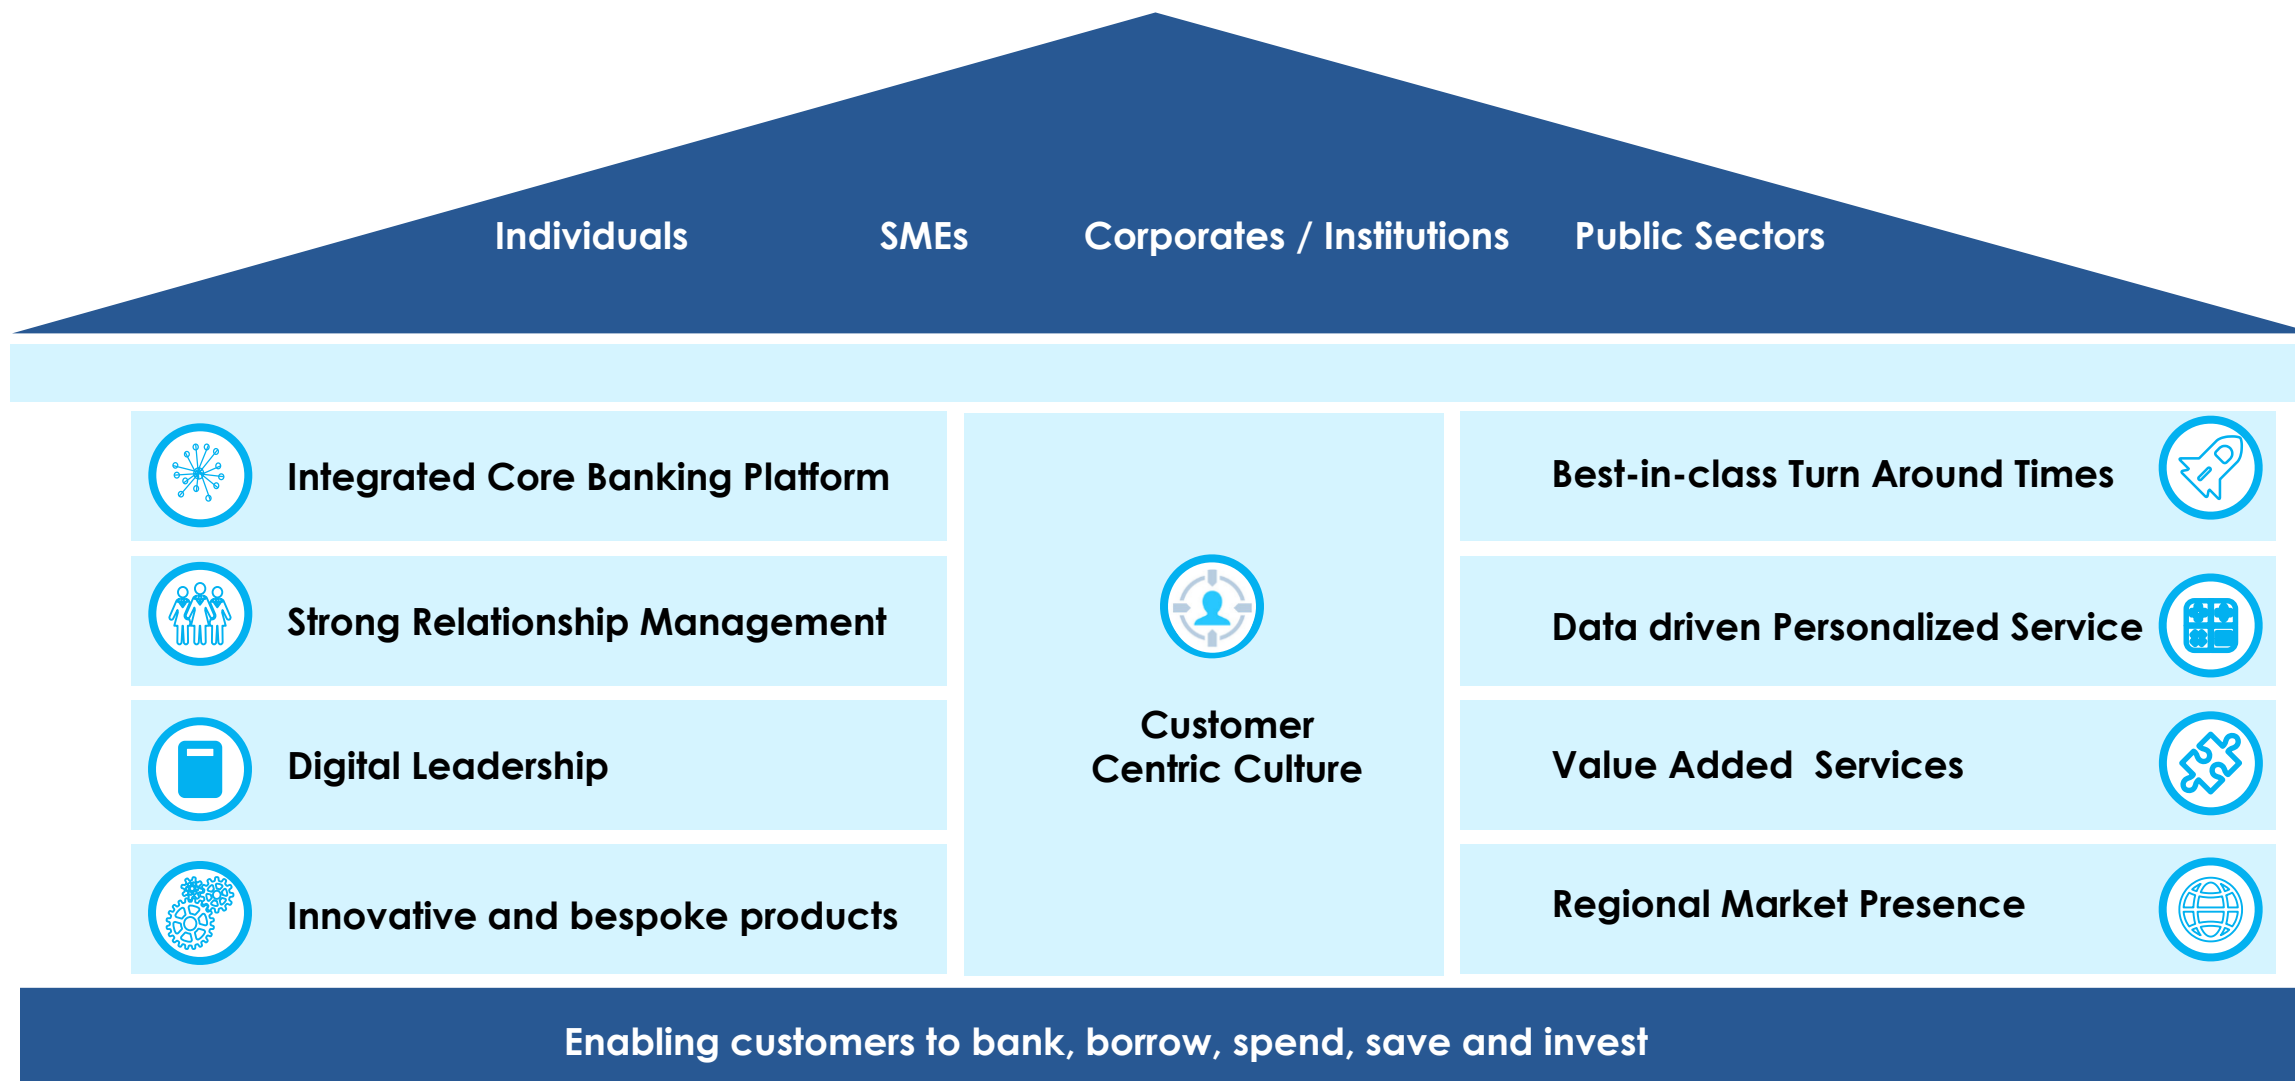 Individuals
SMEs
Corporates / Institutions
Public Sectors
Integrated Core Banking Platform
Strong Relationship Management
Digital Leadership
Innovative and bespoke products
Customer
Centric Culture
Best-in-class Turn Around Times
Data driven Personalized Service
Value Added  Services
Regional Market Presence
Enabling customers to bank, borrow, spend, save and invest